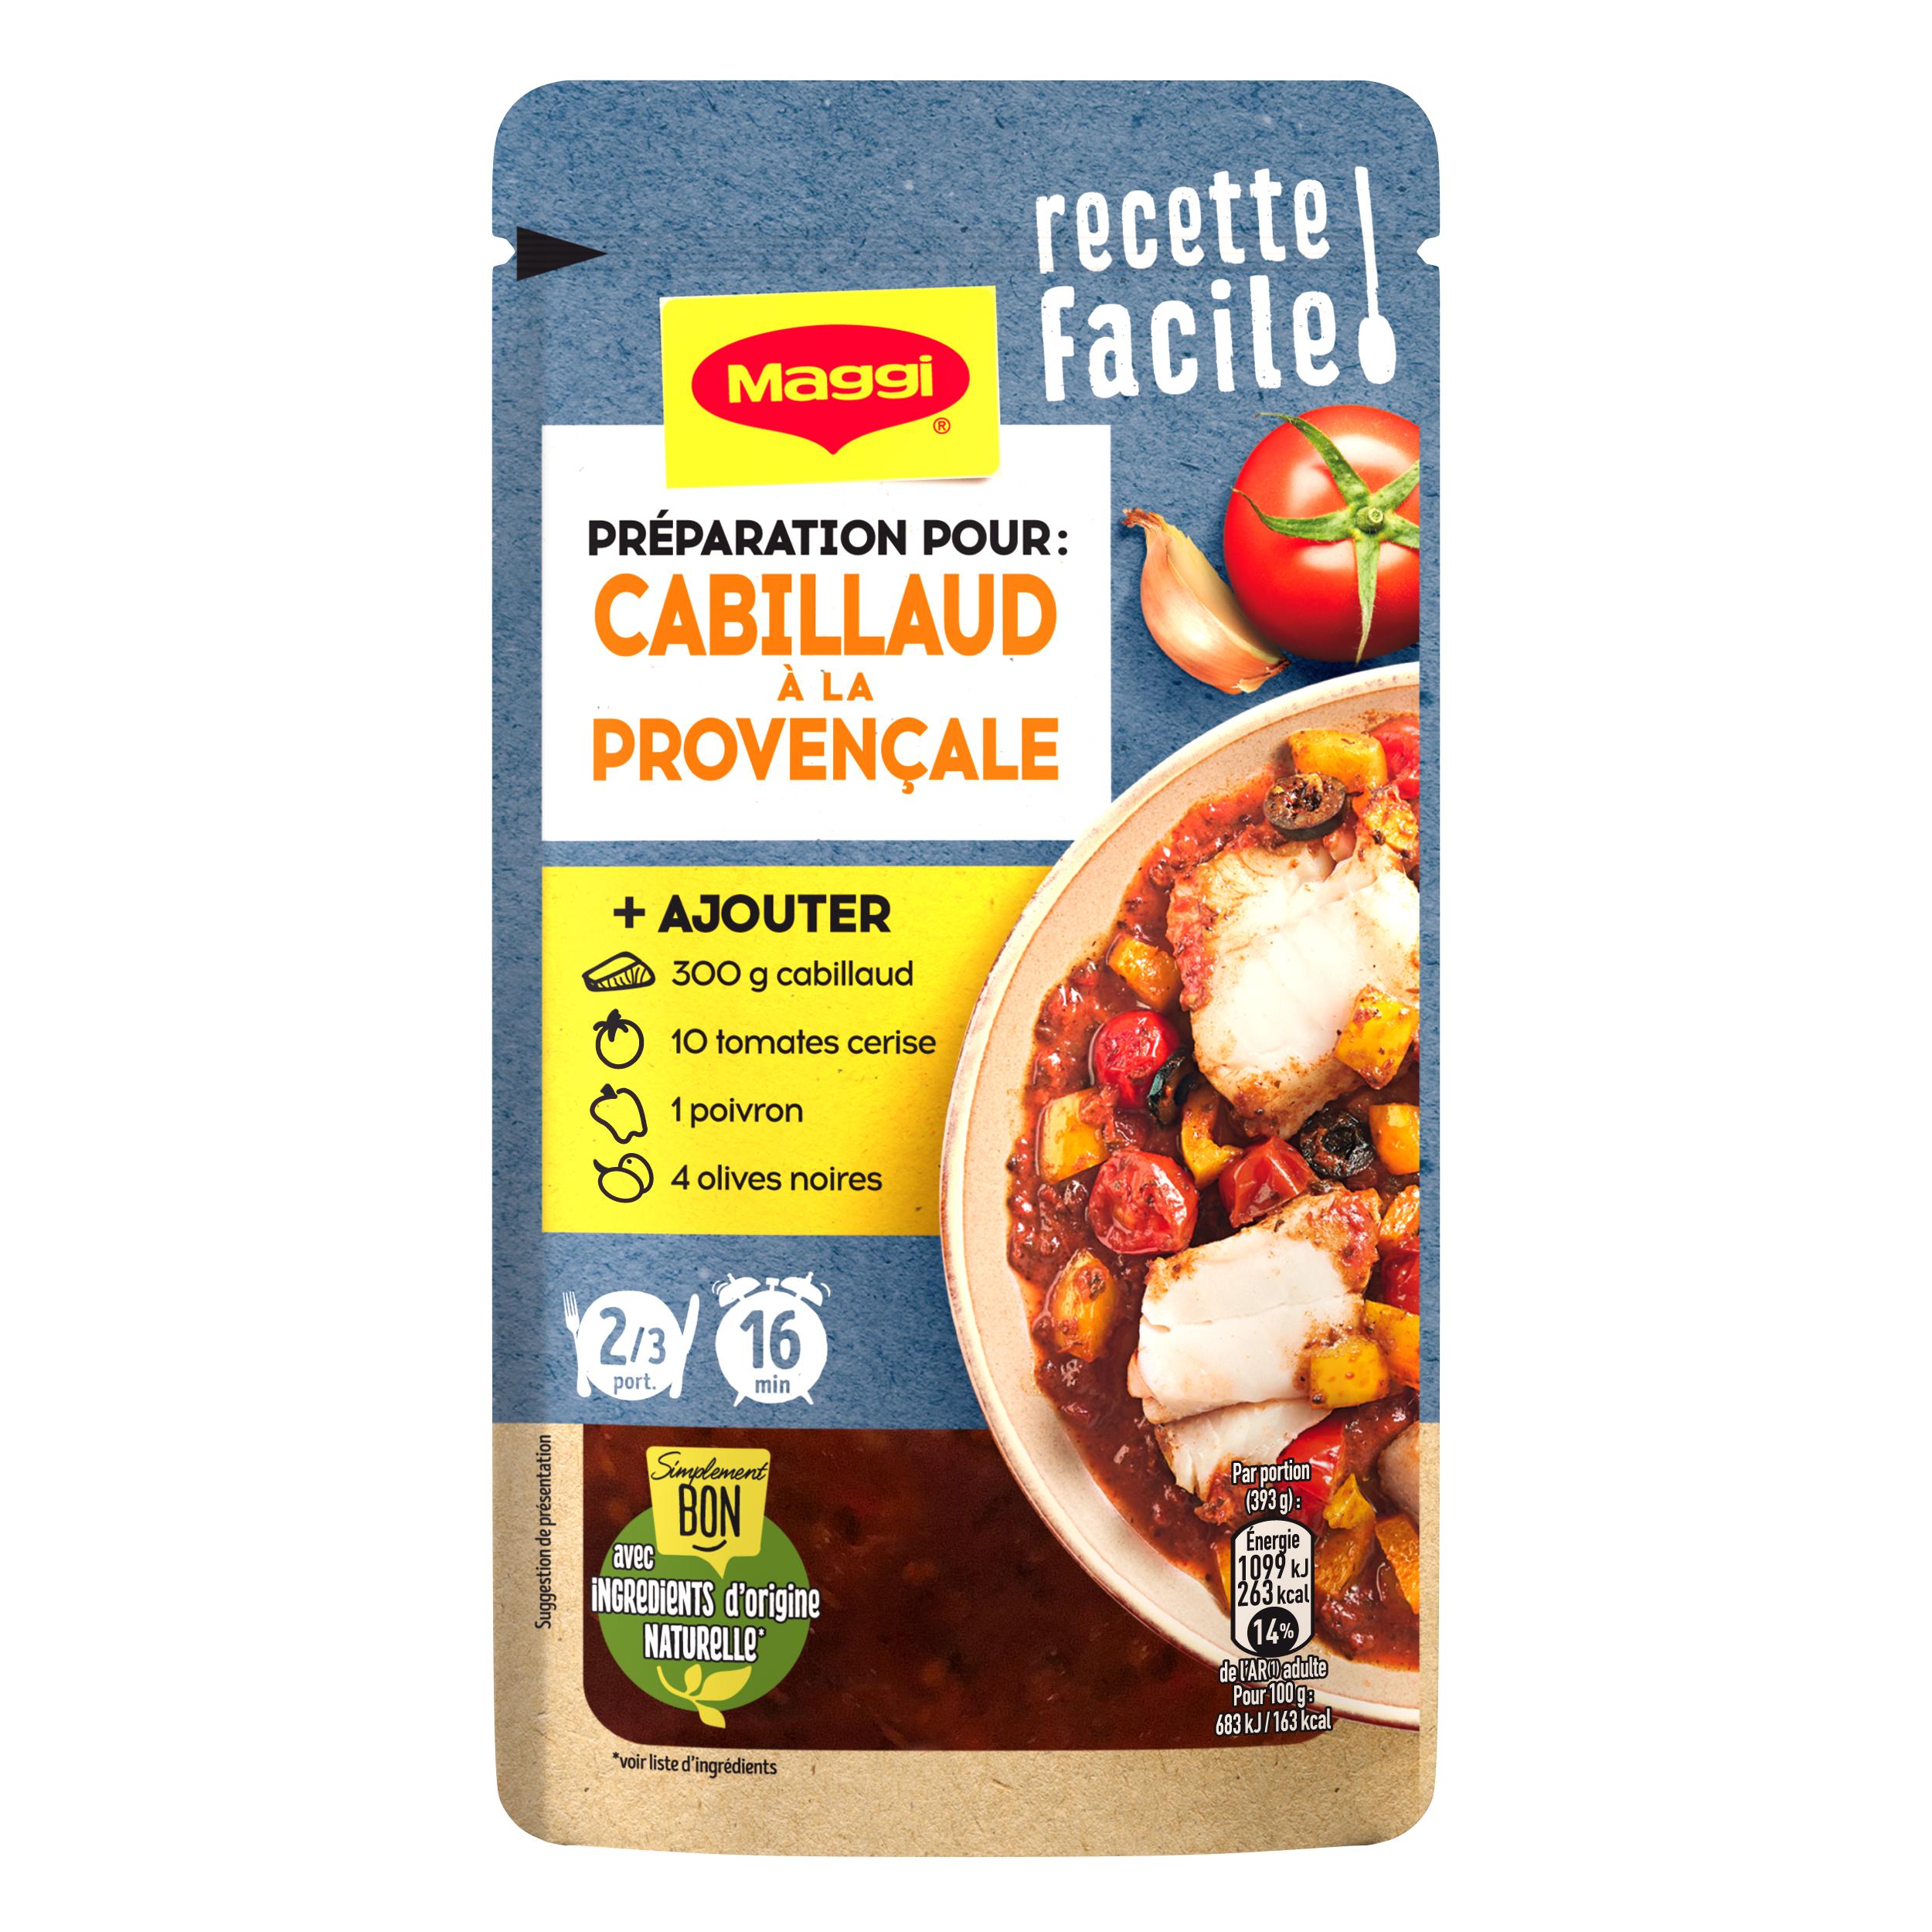 recette
facile
Maggi
®
PRÉPARATION POUR :
CABILLAUD
À LA
PROVENÇALE
+ AJOUTER
300 g cabillaud
10 tomates cerise
1 poivron
4 olives noires
2/3
port.
16
min
Suggestion de présentation
Simplement
BON
avec
INGREDIENTS d'origine
NATURELLE*
*voir liste d'ingrédients
Par portion
(393 g) :
Énergie
1099 kJ
263 kcal
14%
de l'AR(1) adulte
Pour 100 g :
683 kJ / 163 kcal